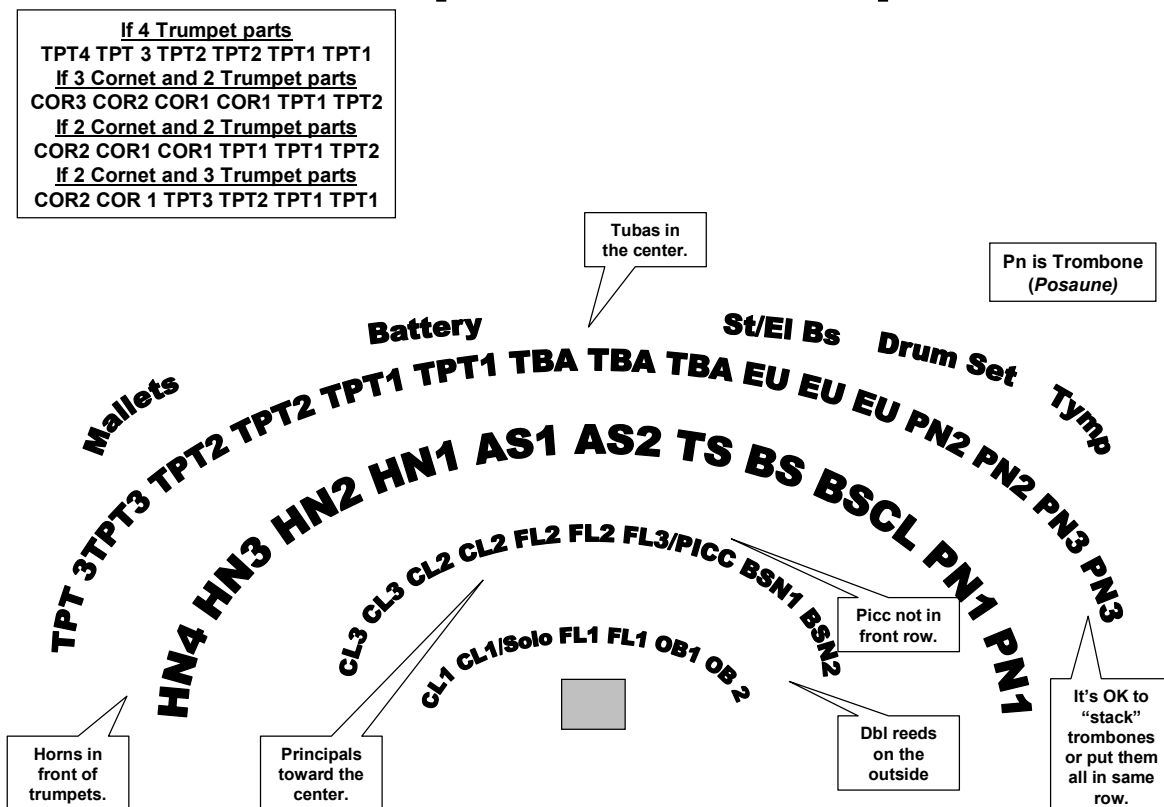 If 4 Trumpet parts
TPT4 TPT 3 TPT2 TPT2 TPT1 TPT1
If 3 Cornet and 2 Trumpet parts
COR3 COR2 COR1 COR1 TPT1 TPT2
If 2 Cornet and 2 Trumpet parts
COR2 COR1 COR1 TPT1 TPT1 TPT2
If 2 Cornet and 3 Trumpet parts
COR2 COR 1 TPT3 TPT2 TPT1 TPT1
Tubas in
the center.
Pn is Trombone
(Posaune)
Mallets
Battery
St/El Bs
Drum Set
Tymp
TPT 3TPT3 TPT2 TPT2 TPT1 TPT1 TBA TBA TBA EU EU EU PN2 PN2 PN3 PN3
HN4 HN3 HN2 HN1 AS1 AS2 TS BS BSCL PN1 PN1
CL3 CL3 CL2 CL2 FL2 FL2 FL3/PICC BSN1 BSN2
CL1 CL1/Solo FL1 FL1 OB1 OB 2
Picc not in
front row.
Horns in
front of
trumpets.
Principals
toward the
center.
Dbl reeds
on the
outside
It's OK to
“stack”
trombones
or put them
all in same
row.